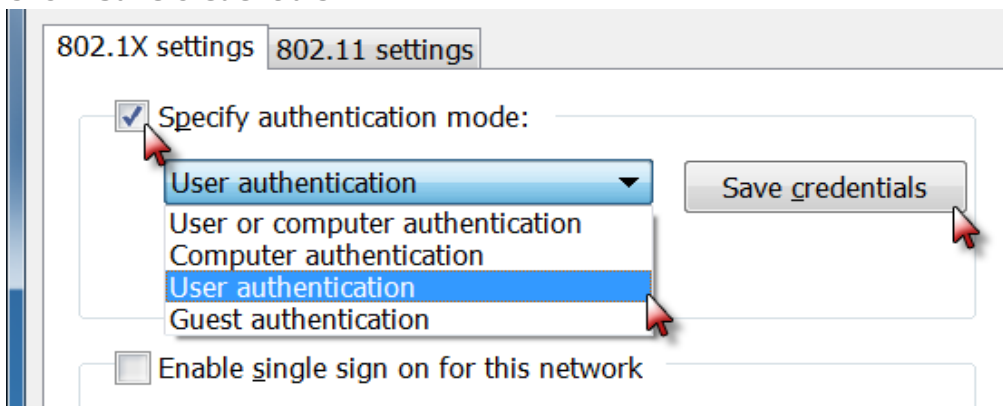 802.1X settings 802.11 settings
Specify authentication mode:
User authentication Save credentials
User or computer authentication
Computer authentication
User authentication
Guest authentication
Enable single sign on for this network